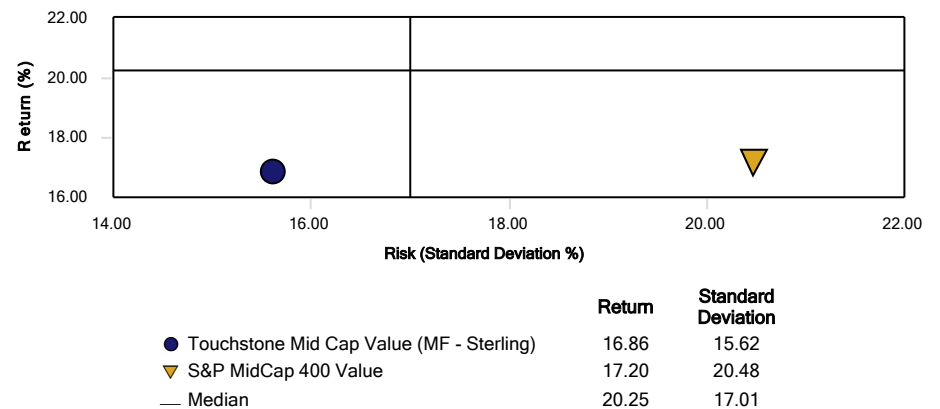 22.00
20.00
18.00
16.00
Return (%)
14.00 16.00 18.00 20.00 22.00
Risk (Standard Deviation %)
Return Standard Deviation
Touchstone Mid Cap Value (MF - Sterling) 16.86 15.62
S&P MidCap 400 Value 17.20 20.48
Median 20.25 17.01